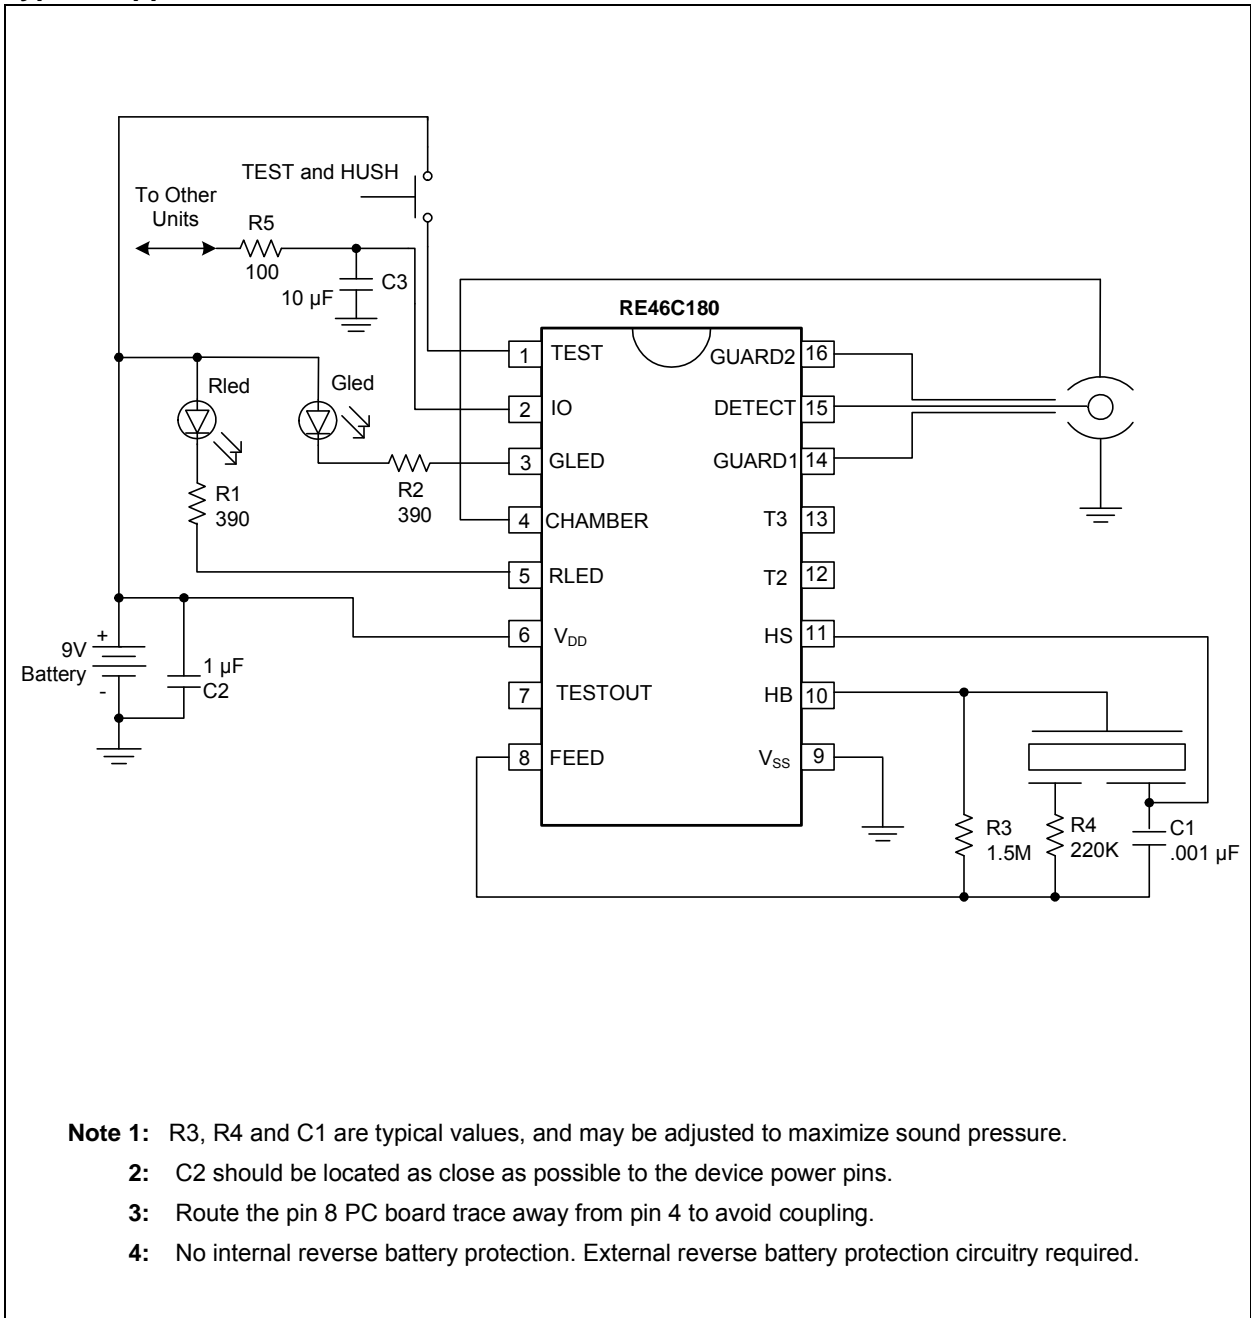 TEST and HUSH
To Other
Units
R5
100
C3
10 µF
RE46C180
1 TEST
GUARD2 16
Rled
Gled
2 IO
DETECT 15
3 GLED
GUARD1 14
R1
390
R2
390
4 CHAMBER
T3 13
5 RLED
T2 12
6 VDD
HS 11
9V
Battery
+
-
1 µF
C2
7 TESTOUT
HB 10
8 FEED
VSS 9
R3
1.5M
R4
220K
C1
.001 µF
Note 1: R3, R4 and C1 are typical values, and may be adjusted to maximize sound pressure.
2: C2 should be located as close as possible to the device power pins.
3: Route the pin 8 PC board trace away from pin 4 to avoid coupling.
4: No internal reverse battery protection. External reverse battery protection circuitry required.